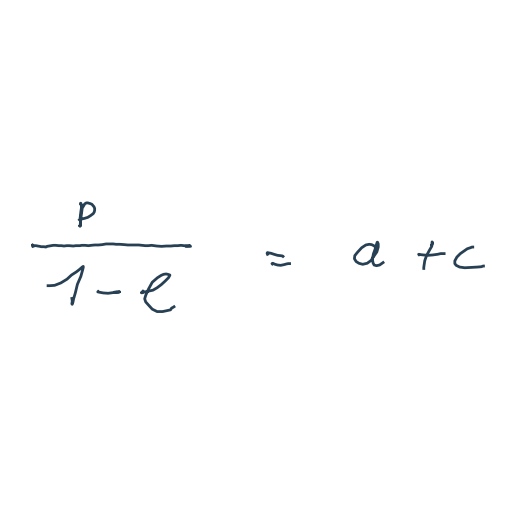 p / (1 - e) = a + c